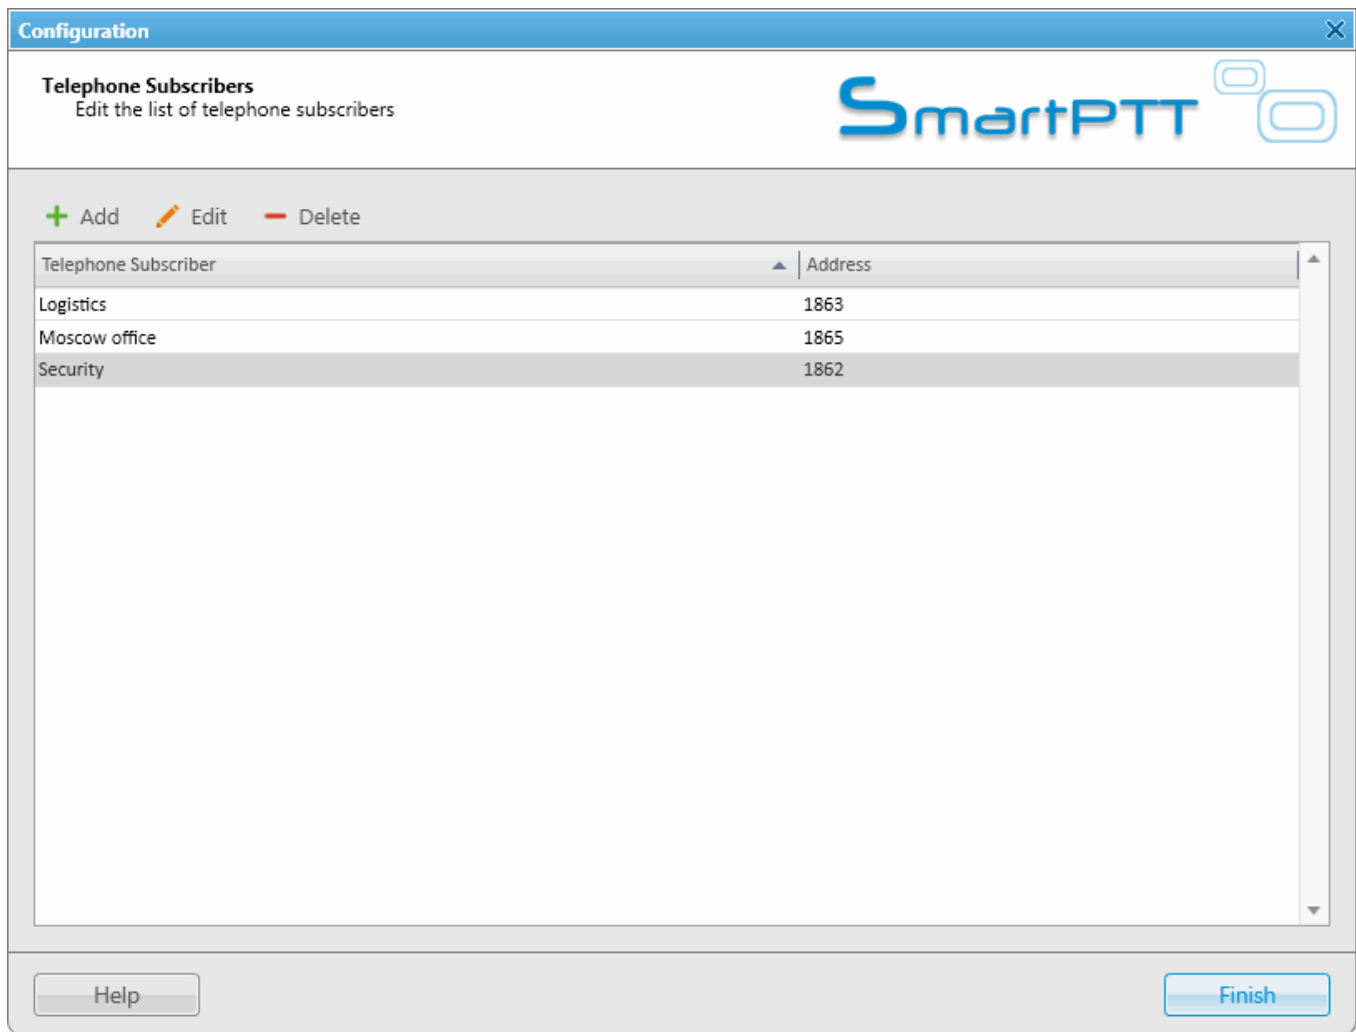 Configuration
Telephone Subscribers
Edit the list of telephone subscribers
SmartPTT
Add Edit Delete
Telephone Subscriber Address
Logistics 1863
Moscow office 1865
Security 1862
Help Finish